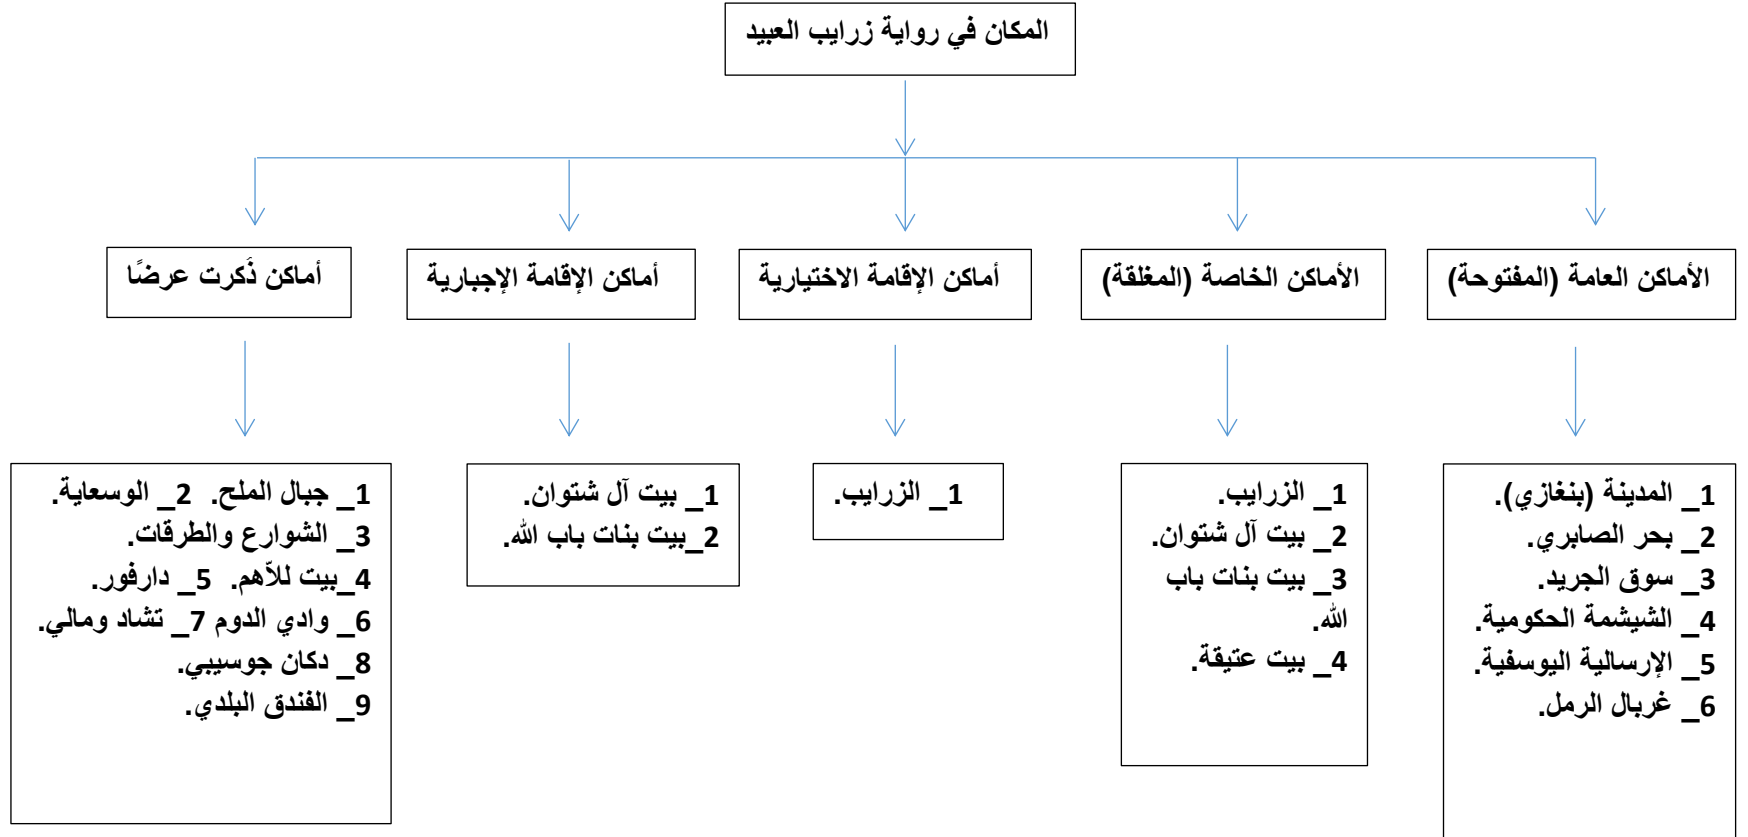 المكان في رواية زرايب العبيد
الأماكن العامة (المفتوحة)
الأماكن الخاصة (المغلقة)
أماكن الإقامة الاختيارية
أماكن الإقامة الإجبارية
أماكن ذُكرت عرضًا
1_ المدينة (بنغازي).
2_ بحر الصابري.
3_ سوق الجريد.
4_ الشيشمة الحكومية.
5_ الإرسالية اليوسفية.
6_ غربال الرمل.
1_ الزرايب.
2_ بيت آل شتوان.
3_ بيت بنات باب
الله.
4_ بيت عتيقة.
1_ الزرايب.
1_ بيت آل شتوان.
2_بيت بنات باب الله.
1_ جبال الملح. 2_ الوسعاية.
3_ الشوارع والطرقات.
4_بيت للاّهم. 5_ دارفور.
6_ وادي الدوم 7_ تشاد ومالي.
8_ دكان جوسيبي.
9_ الفندق البلدي.